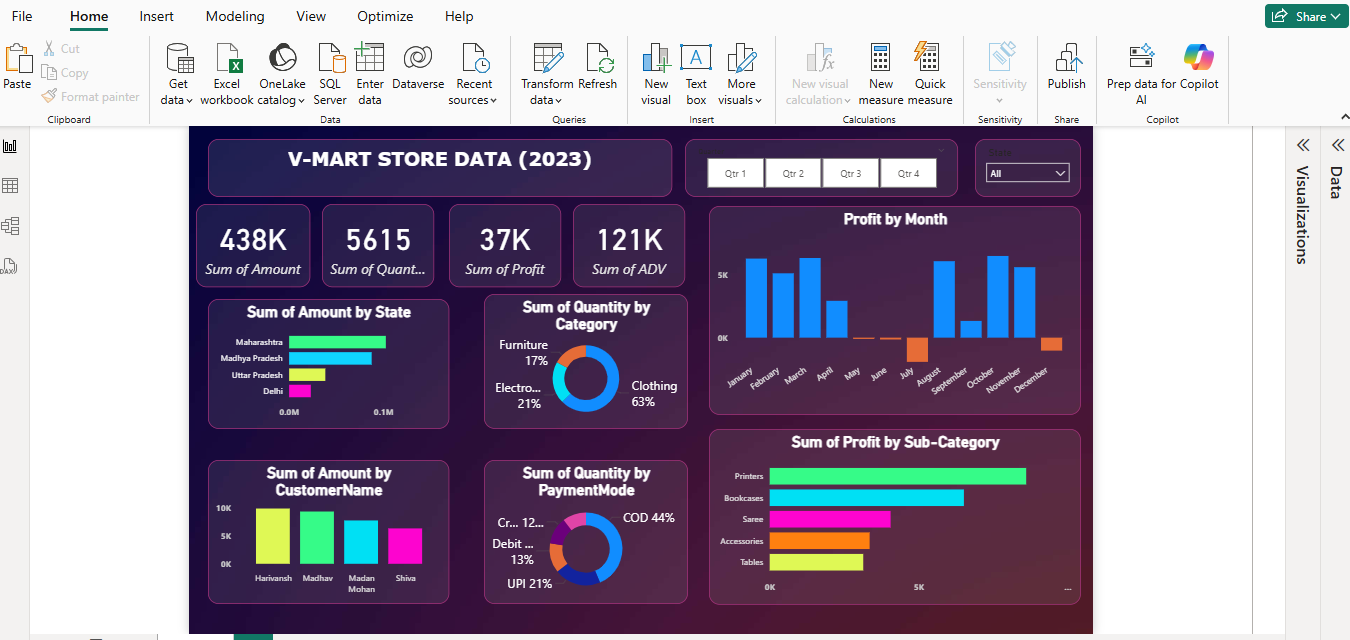 File Home Insert Modeling View Optimize Help Share
Paste
Cut
Copy
Format painter
Clipboard
Get data
Excel workbook
OneLake catalog
SQL Server
Enter data
Dataverse
Recent sources
Data
Transform data
Refresh
Queries
New visual
Text box
More visuals
Insert
New visual calculation
New measure
Quick measure
Calculations
Sensitivity
Sensitivity
Publish
Share
Prep data for AI
Copilot
Copilot
V-MART STORE DATA (2023)
Qtr 1 Qtr 2 Qtr 3 Qtr 4
All
438K
Sum of Amount
5615
Sum of Quant...
37K
Sum of Profit
121K
Sum of ADV
Sum of Amount by State
Maharashtra
Madhya Pradesh
Uttar Pradesh
Delhi
0.0M 0.1M
Sum of Quantity by
Category
Furniture
17%
Electro...
21%
Clothing
63%
Profit by Month
5K
0K
January February March April May June July August September October November December
Sum of Amount by
CustomerName
10K
5K
0K
Harivansh Madhav Madan Mohan Shiva
Sum of Quantity by
PaymentMode
Cr... 12...
COD 44%
Debit ...
13%
UPI 21%
Sum of Profit by Sub-Category
Printers
Bookcases
Saree
Accessories
Tables
0K 5K
...
Visualizations
Data